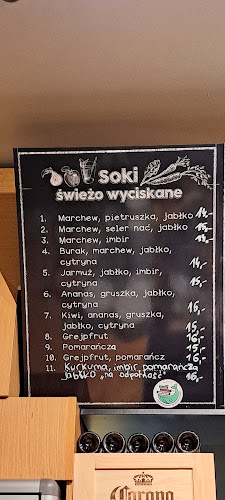 Soki
świeżo wyciskane
1. Marchew, pietruszka, jabłko 14,-
2. Marchew, seler nać, jabłko 15,-
3. Marchew, imbir
4. Burak, marchew, jabłko,
cytryna 14,-
5. Jarmuż, jabłko, imbir,
cytryna 15,-
6. Ananas, gruszka, jabłko,
cytryna 16,-
7. Kiwi, ananas, gruszka,
jabłko, cytryna 15,-
8. Grejpfrut 16,-
9. Pomarańcza 15,-
10. Grejpfrut, pomarańcz 16,-
11. Kurkuma, imbir, pomarańcza
jabłko „na odporność" 16,-
Corona